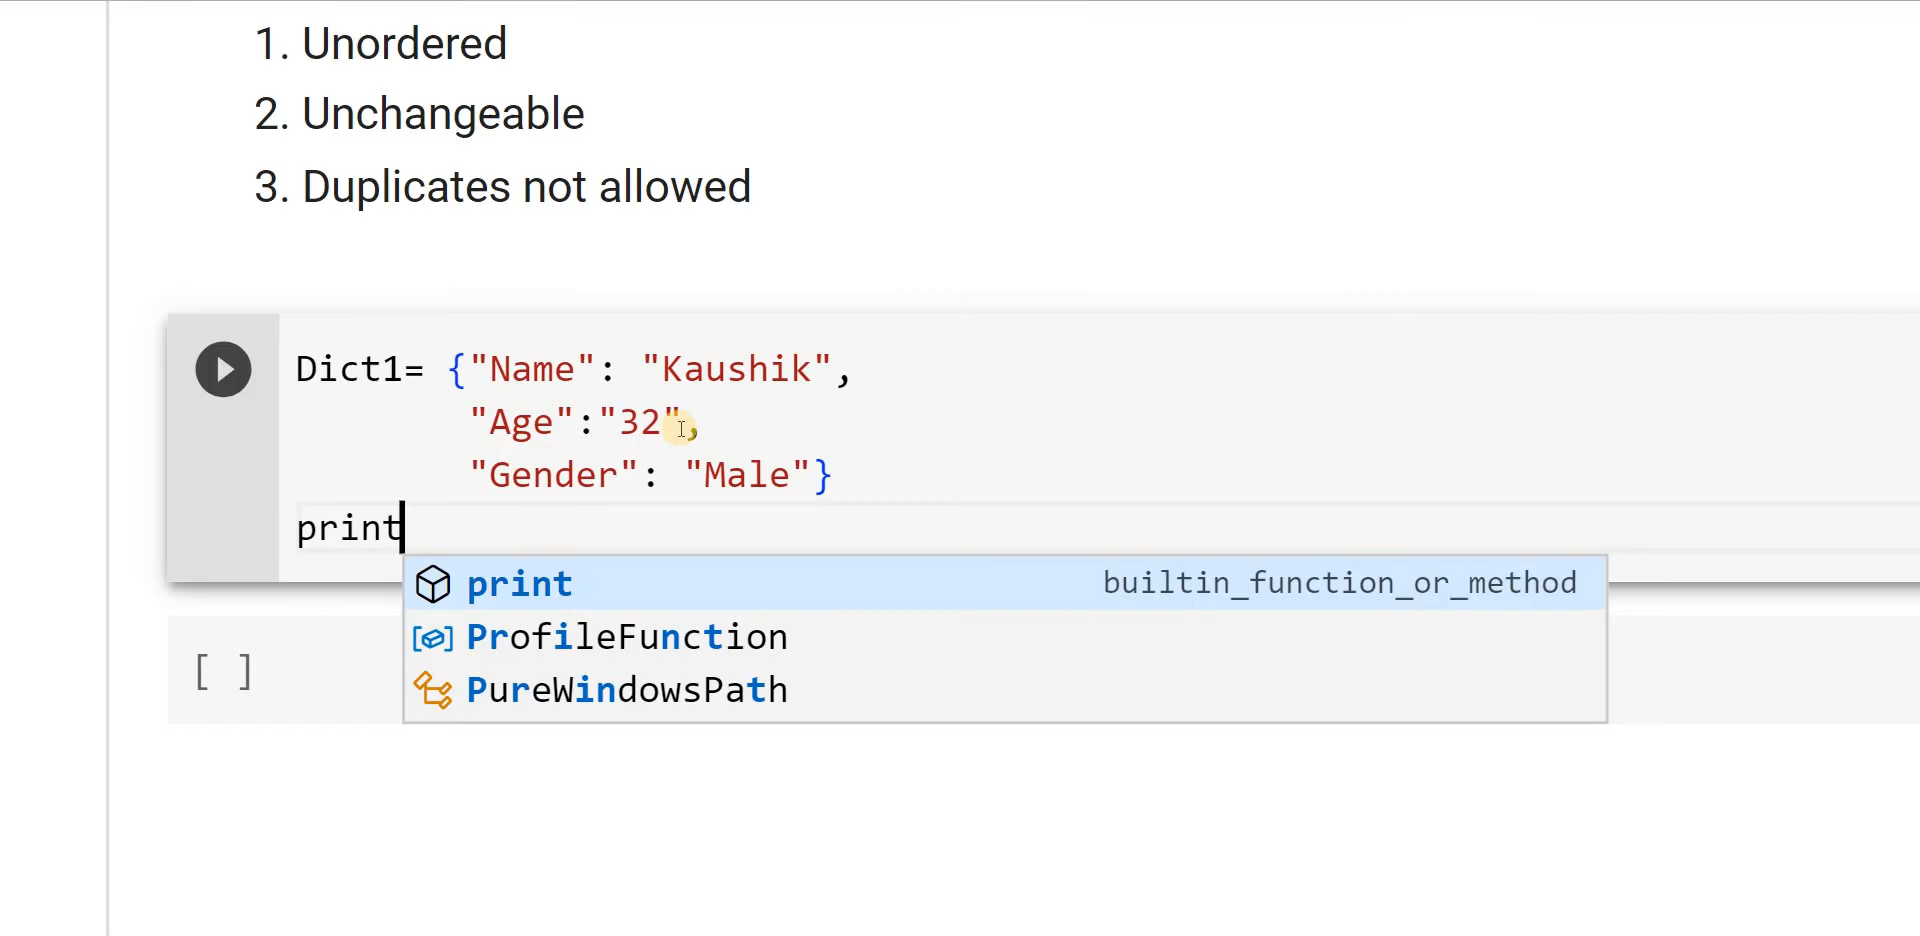 1. Unordered
2. Unchangeable
3. Duplicates not allowed
Dict1= {"Name": "Kaushik",
"Age":"32",
"Gender": "Male"}
print
print builtin_function_or_method
ProfileFunction
PureWindowsPath
[ ]